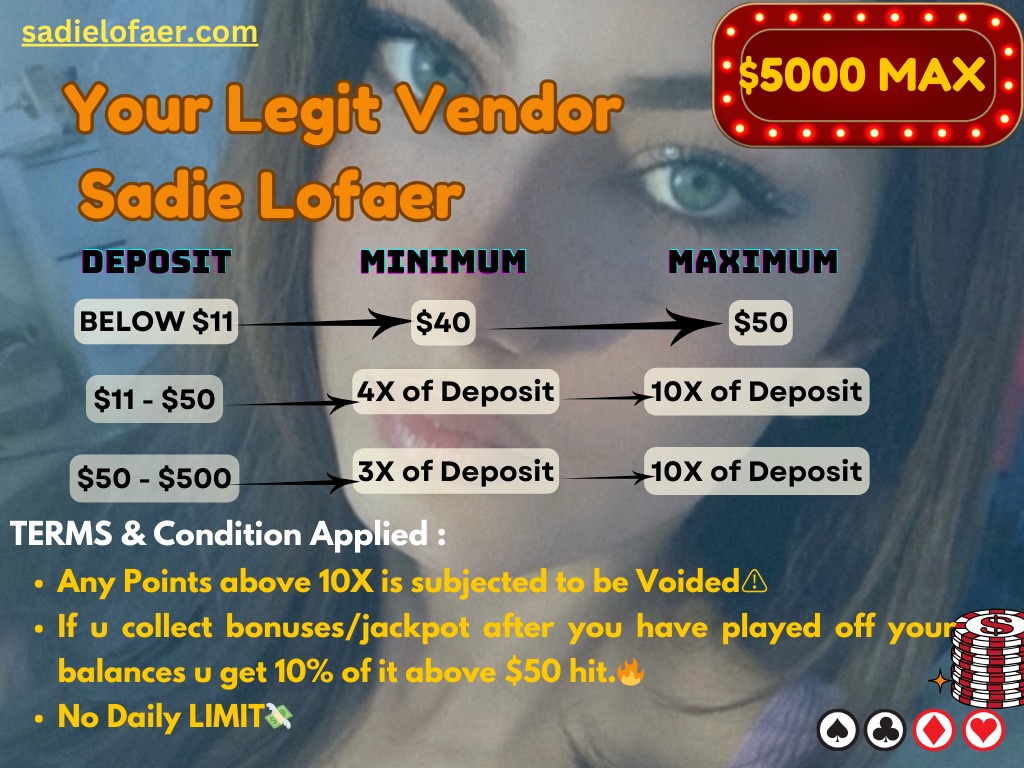 sadielofaer.com
$5000 MAX
Your Legit Vendor
Sadie Lofaer
DEPOSIT MINIMUM MAXIMUM
BELOW $11 $40 $50
$11 - $50 4X of Deposit 10X of Deposit
$50 - $500 3X of Deposit 10X of Deposit
TERMS & Condition Applied :
• Any Points above 10X is subjected to be Voided⚠
• If u collect bonuses/jackpot after you have played off your
balances u get 10% of it above $50 hit.🔥
• No Daily LIMIT💸
$